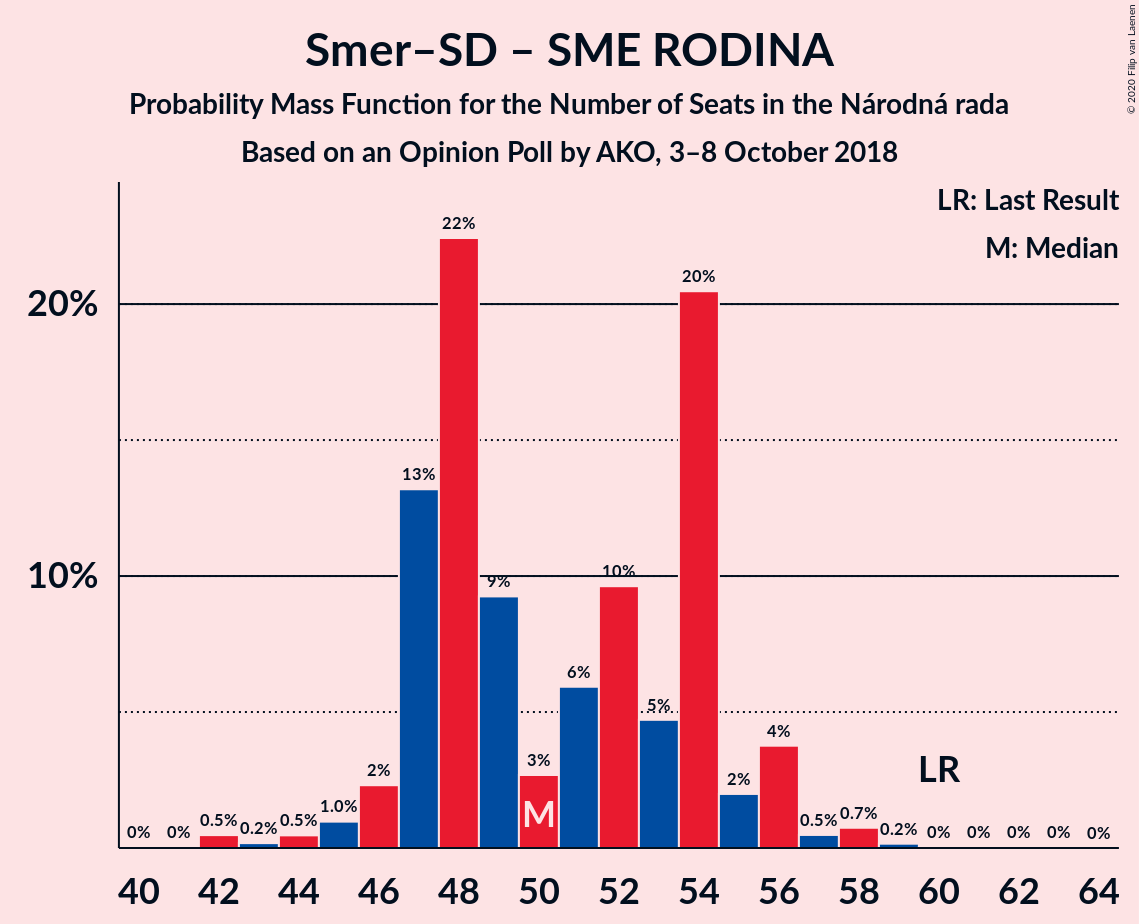 Smer–SD – SME RODINA
Probability Mass Function for the Number of Seats in the Národná rada
Based on an Opinion Poll by AKO, 3–8 October 2018
© 2020 Filip van Laenen
LR: Last Result
M: Median
20%
10%
0% 0% 0.5% 0.2% 0.5% 1.0% 2% 13% 22% 9% 3% 6% 10% 5% 20% 2% 4% 0.5% 0.7% 0.2% 0% 0% 0% 0% 0%
M
LR
40 42 44 46 48 50 52 54 56 58 60 62 64